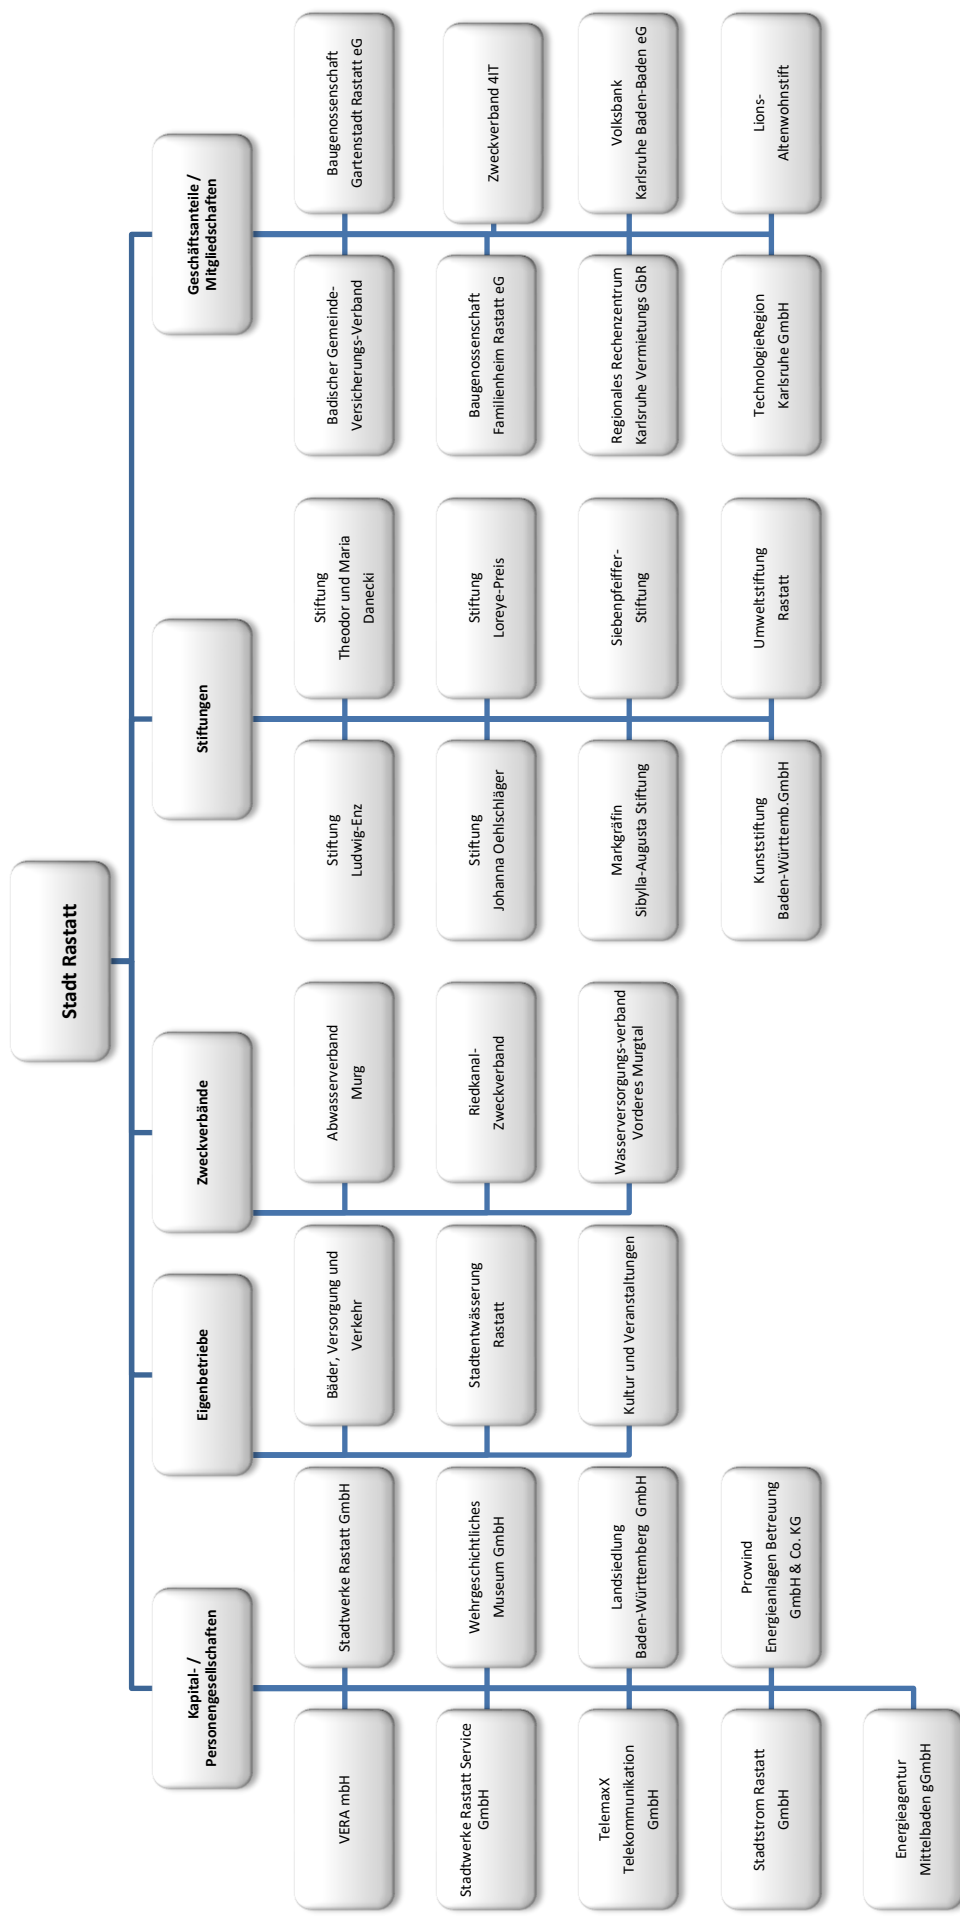 Stadt Rastatt
Kapital- /
Personengesellschaften
VERA mbH
Stadtwerke Rastatt GmbH
Stadtwerke Rastatt Service
GmbH
Wehrgeschichtliches
Museum GmbH
TelemaxX
Telekommunikation
GmbH
Landsiedlung
Baden-Württemberg GmbH
Stadtstrom Rastatt
GmbH
Prowind
Energieanlagen Betreuung
GmbH & Co. KG
Energieagentur
Mittelbaden gGmbH
Eigenbetriebe
Bäder, Versorgung und
Verkehr
Stadtentwässerung
Rastatt
Kultur und Veranstaltungen
Zweckverbände
Abwasserverband
Murg
Riedkanal-
Zweckverband
Wasserversorgungs-verband
Vorderes Murgtal
Stiftungen
Stiftung
Ludwig-Enz
Stiftung
Theodor und Maria
Danecki
Stiftung
Johanna Oehlschläger
Stiftung
Loreye-Preis
Markgräfin
Sibylla-Augusta Stiftung
Siebenpfeiffer-
Stiftung
Kunststiftung
Baden-Württemb.GmbH
Umweltstiftung
Rastatt
Geschäftsanteile /
Mitgliedschaften
Badischer Gemeinde-
Versicherungs-Verband
Baugenossenschaft
Gartenstadt Rastatt eG
Baugenossenschaft
Familienheim Rastatt eG
Zweckverband 4IT
Regionales Rechenzentrum
Karlsruhe Vermietungs GbR
Volksbank
Karlsruhe Baden-Baden eG
TechnologieRegion
Karlsruhe GmbH
Lions-
Altenwohnstift